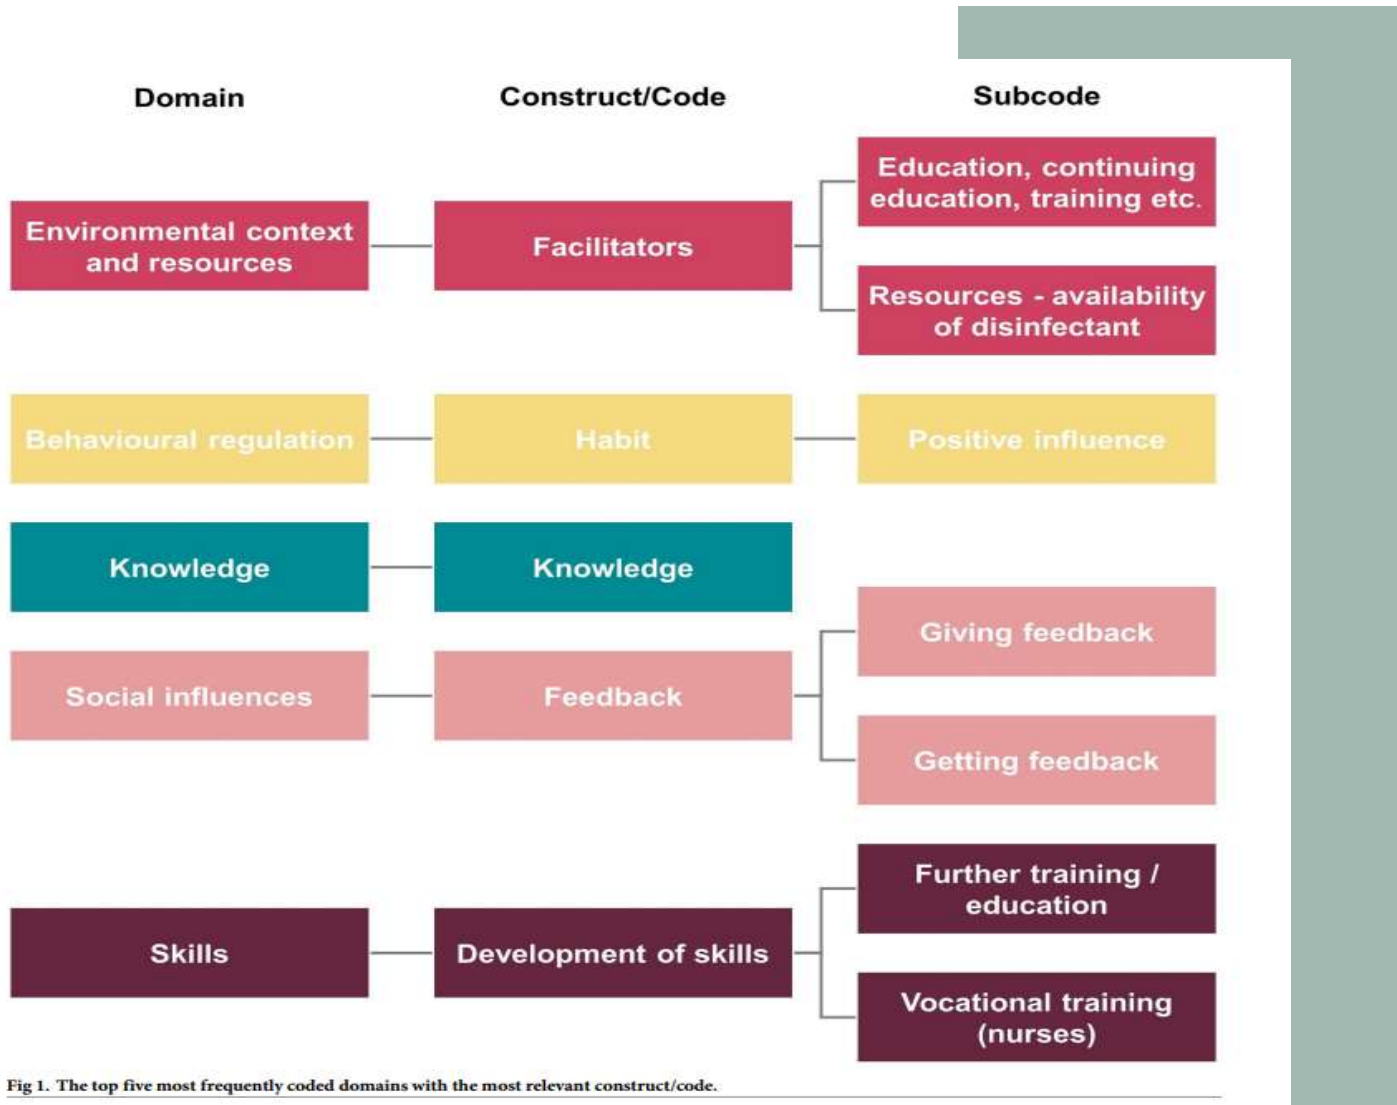 Domain
Construct/Code
Subcode
Environmental context
and resources
Facilitators
Education, continuing
education, training etc.
Resources - availability
of disinfectant
Behavioural regulation
Habit
Positive influence
Knowledge
Knowledge
Social influences
Feedback
Giving feedback
Getting feedback
Skills
Development of skills
Further training /
education
Vocational training
(nurses)
Fig 1. The top five most frequently coded domains with the most relevant construct/code.